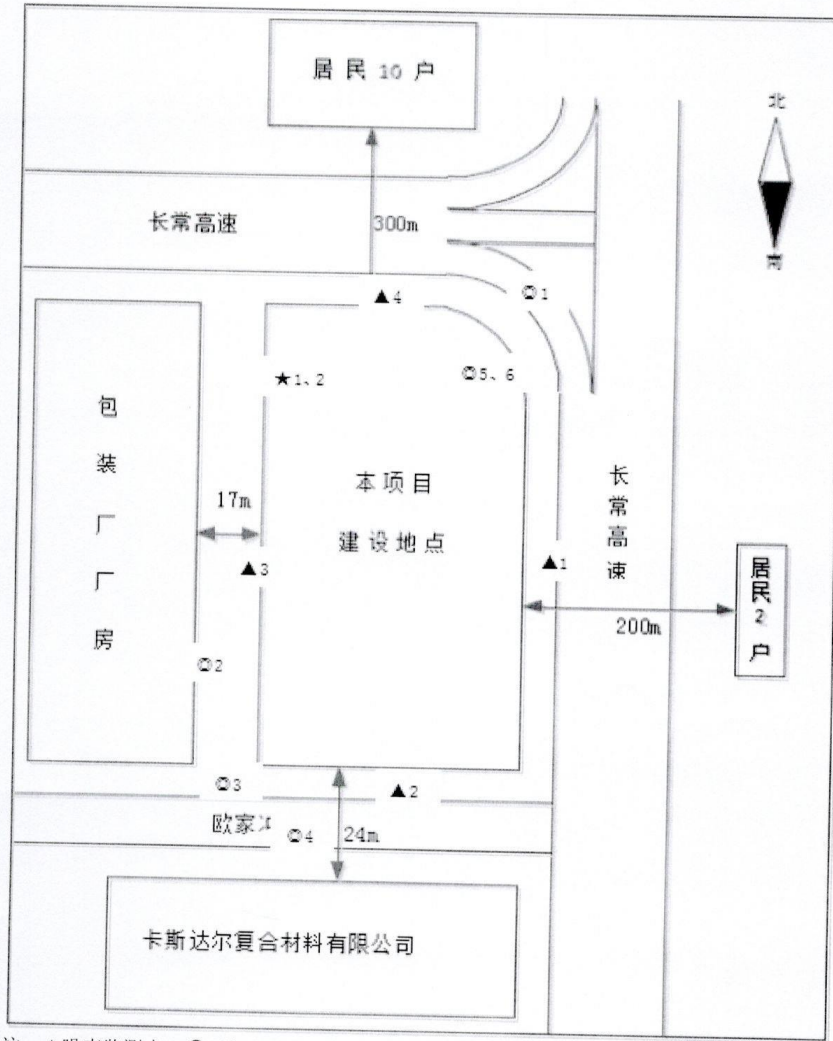 居民 10 户
北
长常高速
300m
南
◎1
▲4
★1、2
◎5、6
包装厂厂房
本项目
建设地点
长常高速
17m
▲3
▲1
居民2户
200m
◎2
◎3
▲2
欧家
◎4
24m
卡斯达尔复合材料有限公司